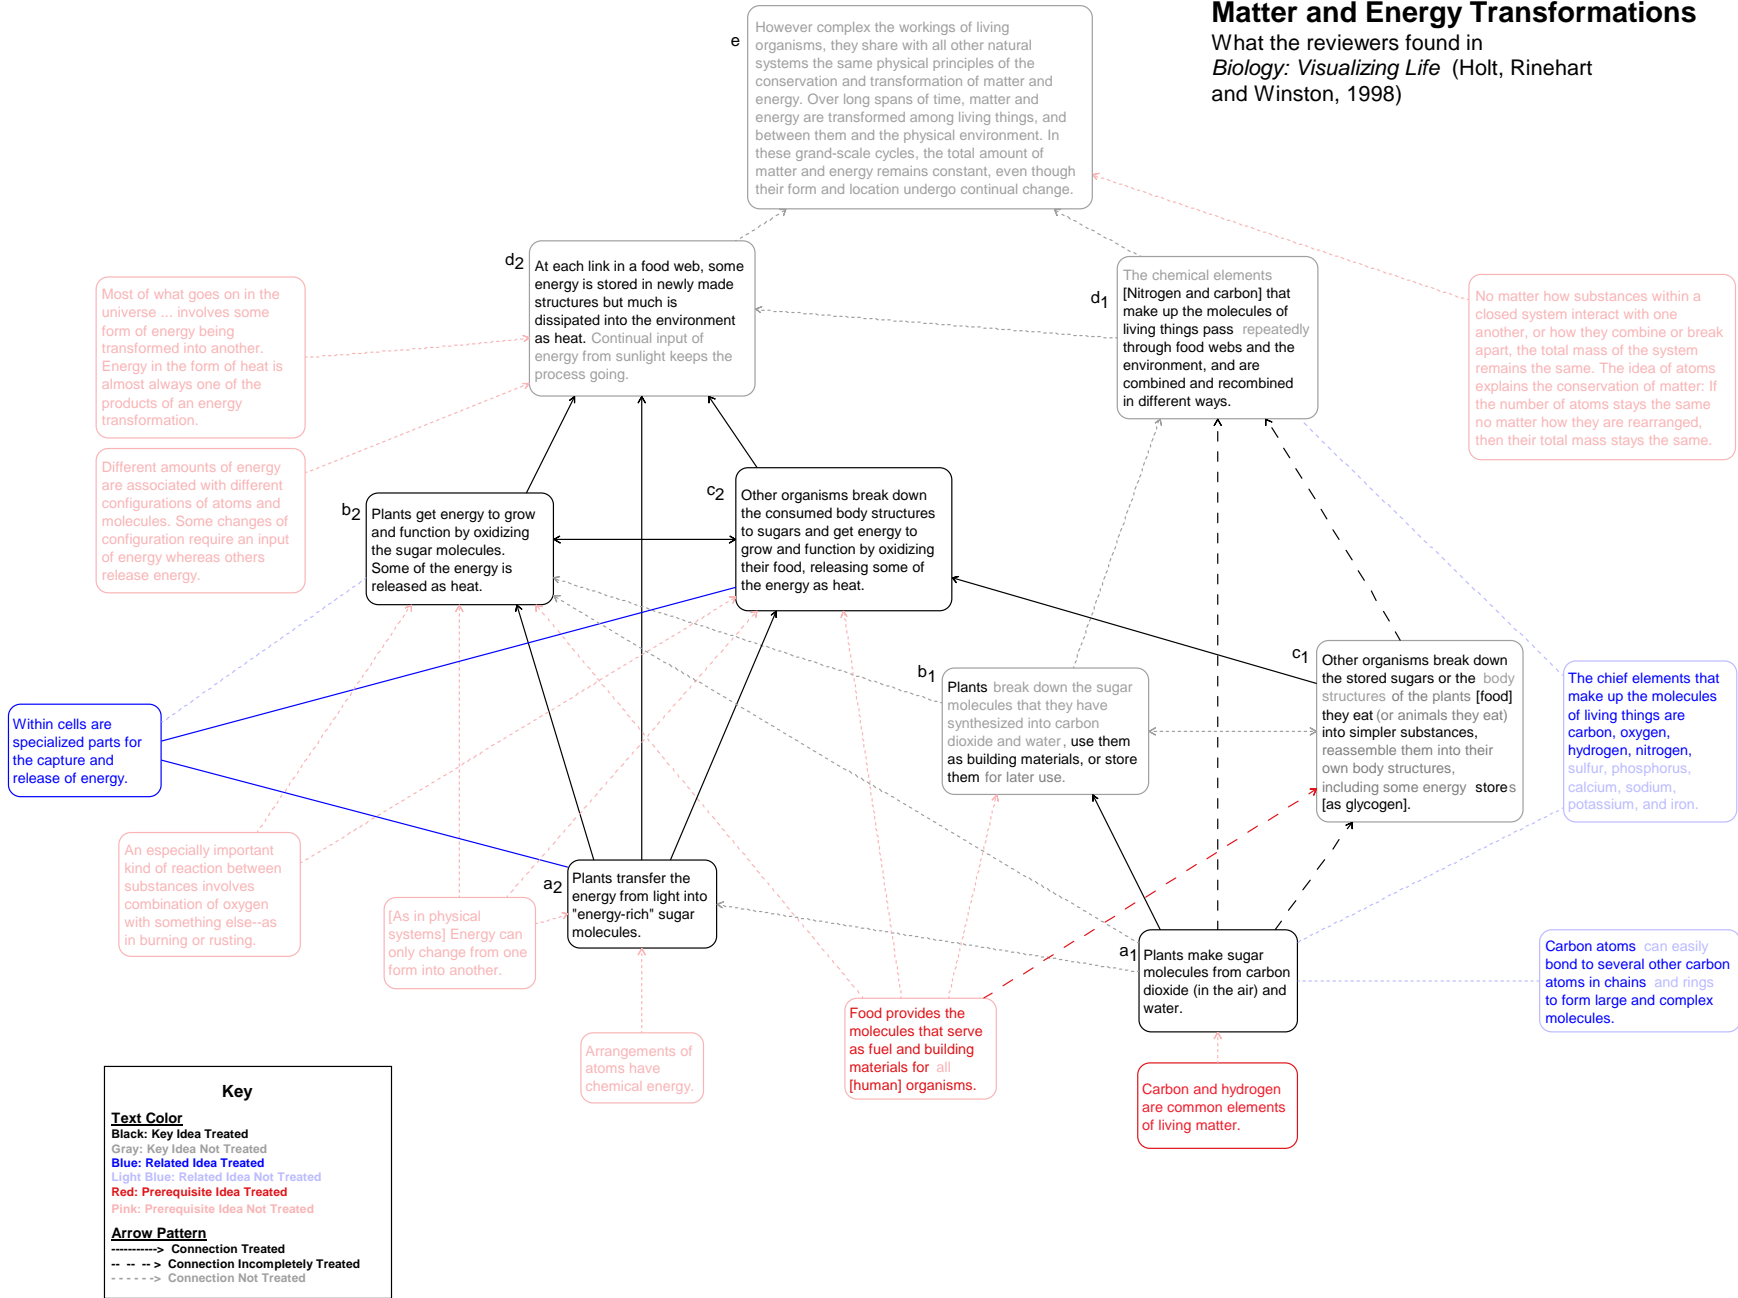 Matter and Energy Transformations
What the reviewers found in
Biology: Visualizing Life (Holt, Rinehart
and Winston, 1998)
e
However complex the workings of living
organisms, they share with all other natural
systems the same physical principles of the
conservation and transformation of matter and
energy. Over long spans of time, matter and
energy are transformed among living things, and
between them and the physical environment. In
these grand-scale cycles, the total amount of
matter and energy remains constant, even though
their form and location undergo continual change.
d2
At each link in a food web, some
energy is stored in newly made
structures but much is
dissipated into the environment
as heat. Continual input of
energy from sunlight keeps the
process going.
d1
The chemical elements
[Nitrogen and carbon] that
make up the molecules of
living things pass repeatedly
through food webs and the
environment, and are
combined and recombined
in different ways.
Most of what goes on in the
universe ... involves some
form of energy being
transformed into another.
Energy in the form of heat is
almost always one of the
products of an energy
transformation.
No matter how substances within a
closed system interact with one
another, or how they combine or break
apart, the total mass of the system
remains the same. The idea of atoms
explains the conservation of matter: If
the number of atoms stays the same
no matter how they are rearranged,
then their total mass stays the same.
Different amounts of energy
are associated with different
configurations of atoms and
molecules. Some changes of
configuration require an input
of energy whereas others
release energy.
b2
Plants get energy to grow
and function by oxidizing
the sugar molecules.
Some of the energy is
released as heat.
c2
Other organisms break down
the consumed body structures
to sugars and get energy to
grow and function by oxidizing
their food, releasing some of
the energy as heat.
b1
Plants break down the sugar
molecules that they have
synthesized into carbon
dioxide and water, use them
as building materials, or store
them for later use.
c1
Other organisms break down
the stored sugars or the body
structures of the plants [food]
they eat (or animals they eat)
into simpler substances,
reassemble them into their
own body structures,
including some energy stores
[as glycogen].
The chief elements that
make up the molecules
of living things are
carbon, oxygen,
hydrogen, nitrogen,
sulfur, phosphorus,
calcium, sodium,
potassium, and iron.
Within cells are
specialized parts for
the capture and
release of energy.
An especially important
kind of reaction between
substances involves
combination of oxygen
with something else--as
in burning or rusting.
[As in physical
systems] Energy can
only change from one
form into another.
a2
Plants transfer the
energy from light into
"energy-rich" sugar
molecules.
a1
Plants make sugar
molecules from carbon
dioxide (in the air) and
water.
Carbon atoms can easily
bond to several other carbon
atoms in chains and rings
to form large and complex
molecules.
Arrangements of
atoms have
chemical energy.
Food provides the
molecules that serve
as fuel and building
materials for all
[human] organisms.
Carbon and hydrogen
are common elements
of living matter.
Key
Text Color
Black: Key Idea Treated
Gray: Key Idea Not Treated
Blue: Related Idea Treated
Light Blue: Related Idea Not Treated
Red: Prerequisite Idea Treated
Pink: Prerequisite Idea Not Treated
Arrow Pattern
-----------> Connection Treated
-- -- -- > Connection Incompletely Treated
- - - - - -> Connection Not Treated